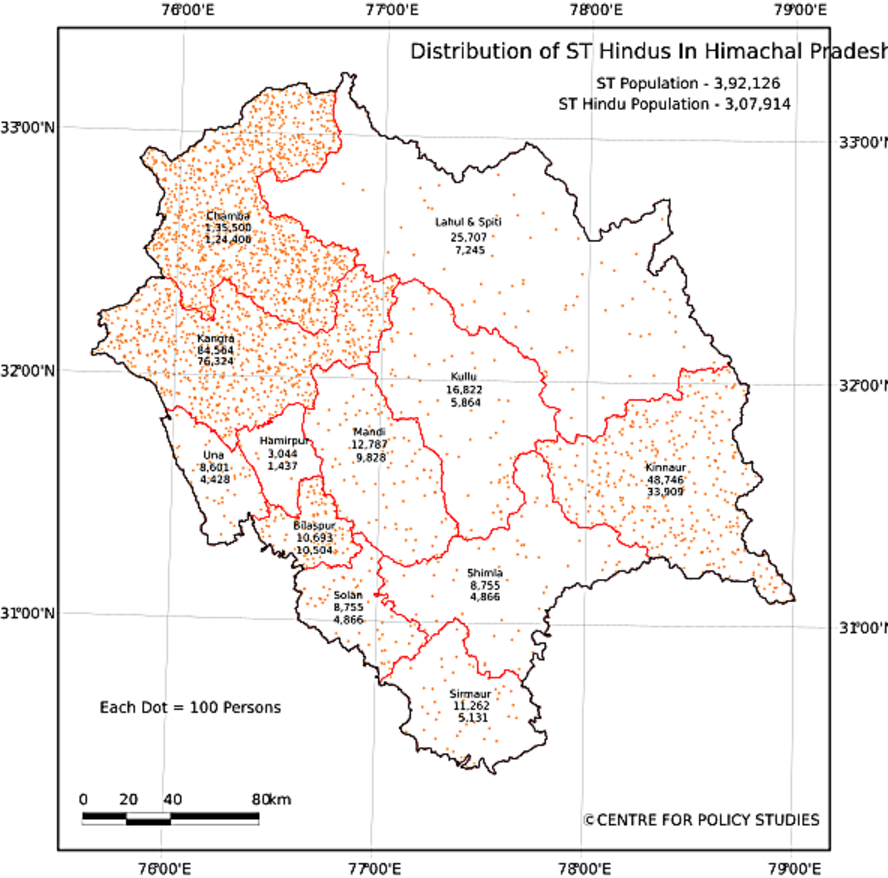 76°00'E 77°00'E 78°00'E 79°00'E
Distribution of ST Hindus In Himachal Pradesh
ST Population - 3,92,126
ST Hindu Population - 3,07,914
33°00'N 33°00'N
Chamba
1,35,500
1,24,406
Lahul & Spiti
25,707
7,245
Kangra
84,564
76,324
32°00'N 32°00'N
Kullu
16,822
5,864
Mandi
12,787
9,828
Hamirpur
3,044
1,437
Una
8,601
4,428
Kinnaur
48,746
33,909
Bilaspur
10,693
10,504
Shimla
8,755
4,866
Solan
8,755
4,866
31°00'N 31°00'N
Sirmaur
11,262
5,131
Each Dot = 100 Persons
0 20 40 80km
©CENTRE FOR POLICY STUDIES
76°00'E 77°00'E 78°00'E 79°00'E